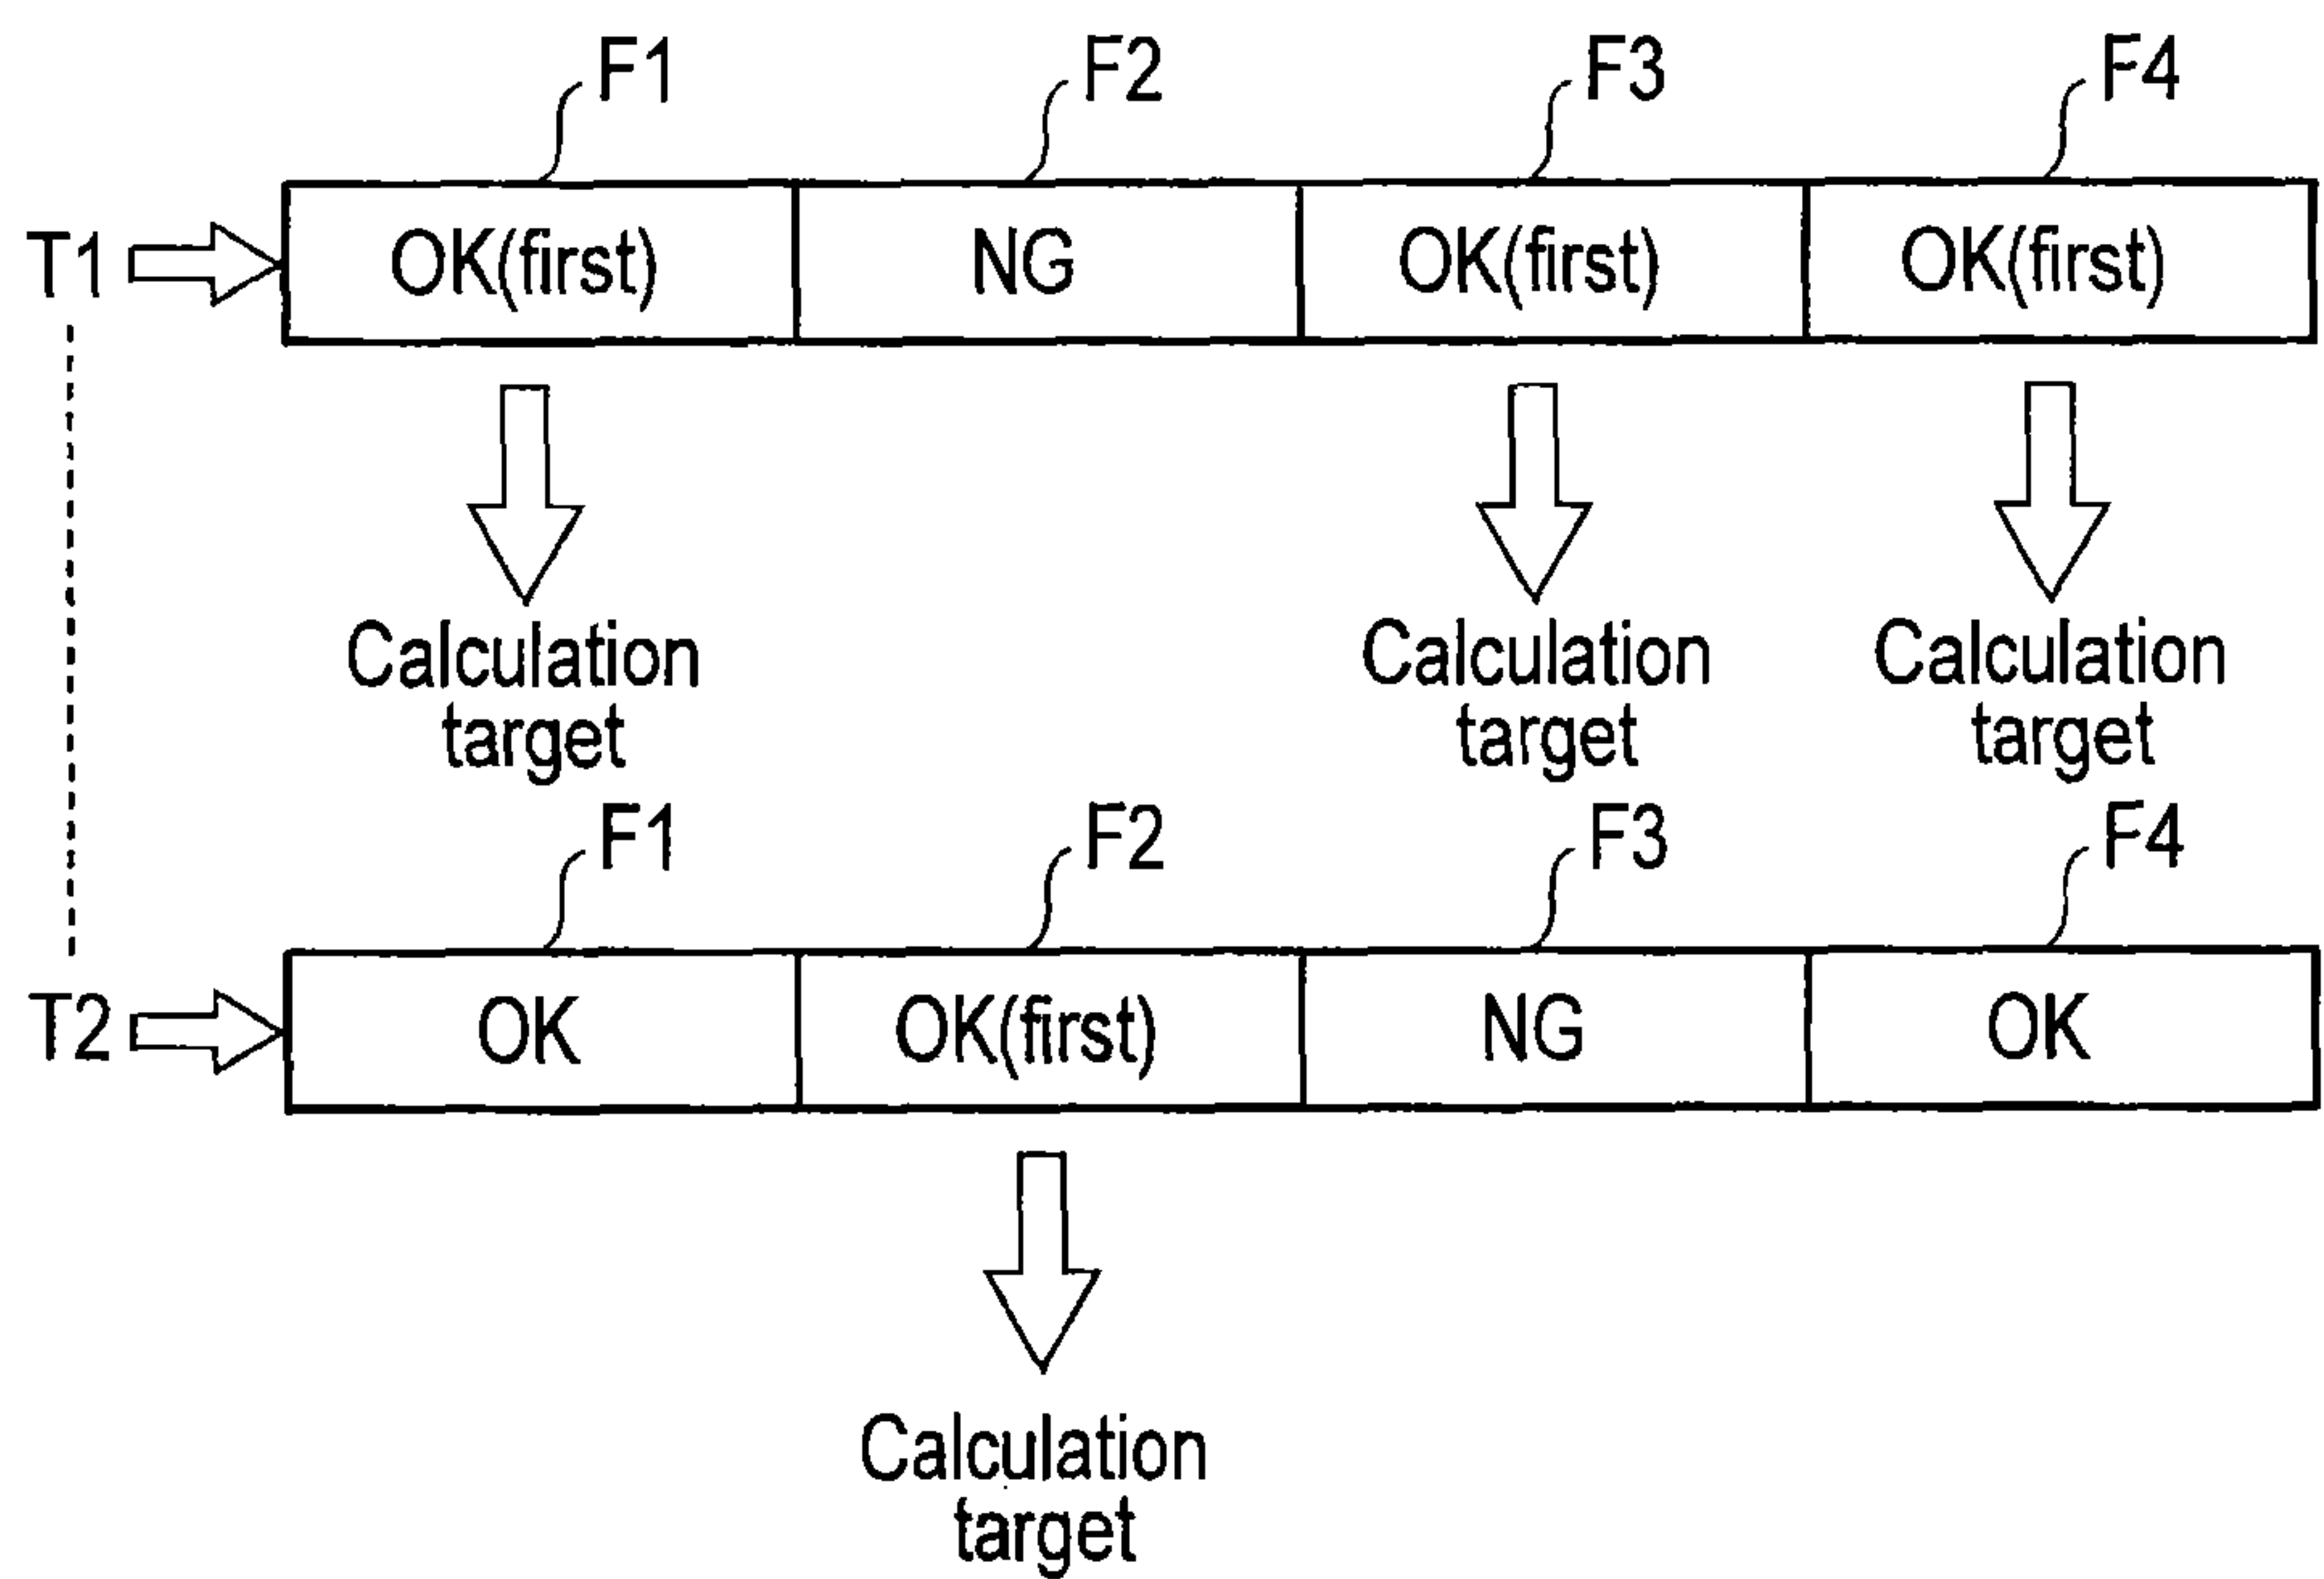 F1 F2 F3 F4
T1 OK(first) NG OK(first) OK(first)
Calculation Calculation Calculation
target target target
F1 F2 F3 F4
T2 OK OK(first) NG OK
Calculation
target